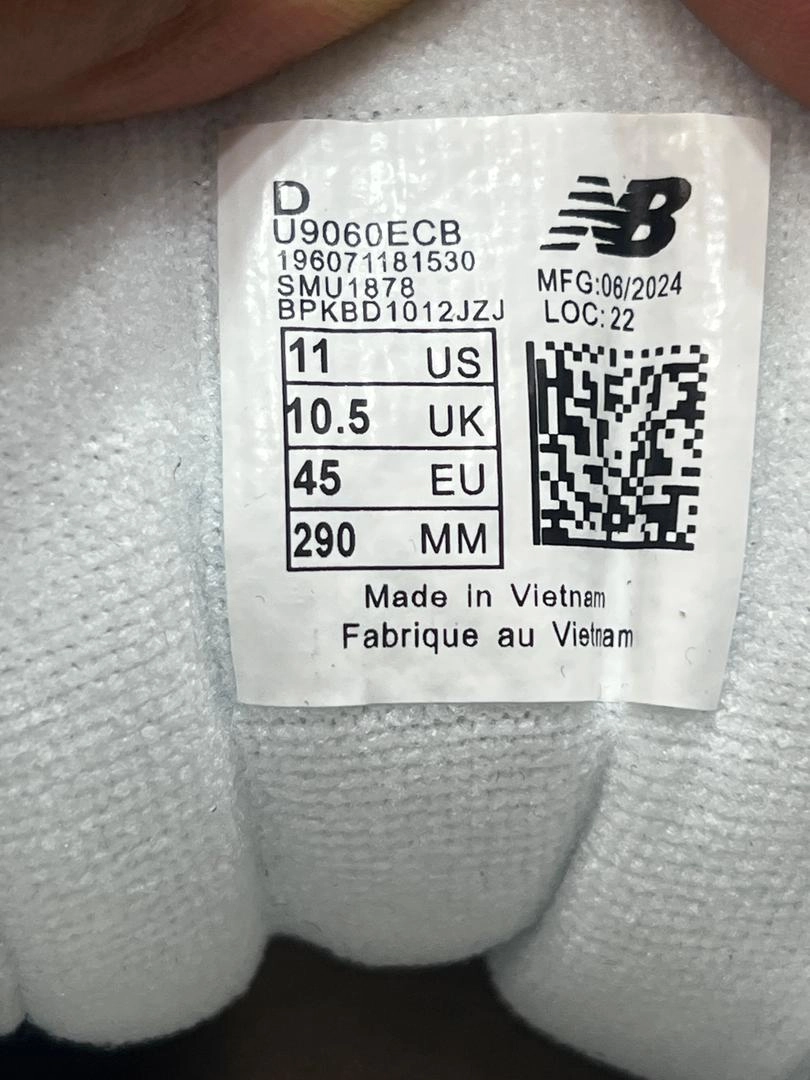 D
U9060ECB
196071181530
SMU1878
BPKBD1012JZJ
NB
MFG:06/2024
LOC:22
11 US
10.5 UK
45 EU
290 MM
Made in Vietnam
Fabrique au Vietnam